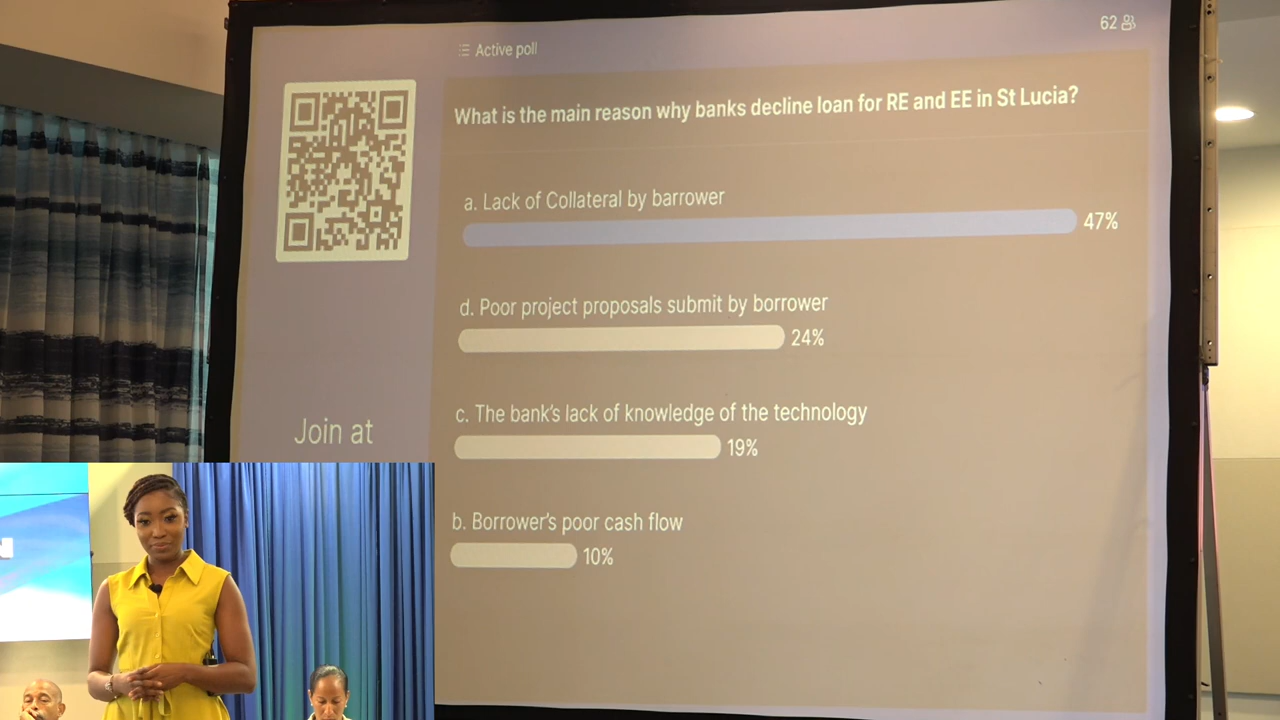 62
Active poll
What is the main reason why banks decline loan for RE and EE in St Lucia?
a. Lack of Collateral by barrower
47%
d. Poor project proposals submit by borrower
24%
c. The bank's lack of knowledge of the technology
19%
b. Borrower's poor cash flow
10%
Join at